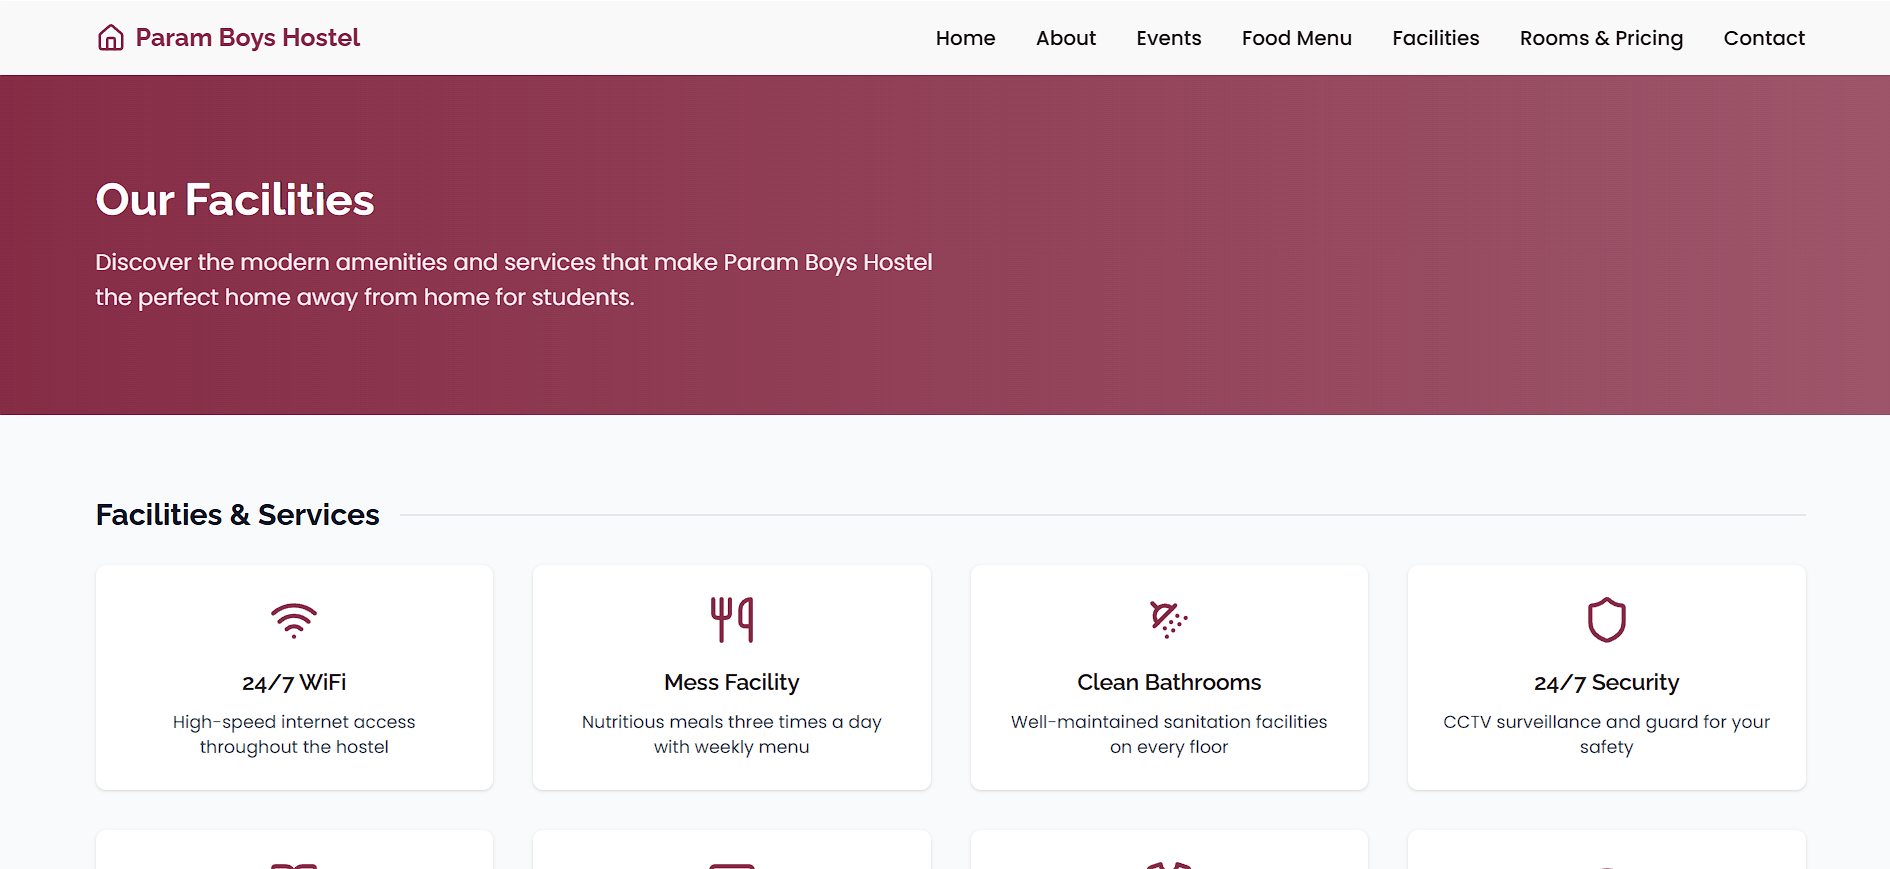 Param Boys Hostel
Home About Events Food Menu Facilities Rooms & Pricing Contact
Our Facilities
Discover the modern amenities and services that make Param Boys Hostel
the perfect home away from home for students.
Facilities & Services
24/7 WiFi
High-speed internet access
throughout the hostel
Mess Facility
Nutritious meals three times a day
with weekly menu
Clean Bathrooms
Well-maintained sanitation facilities
on every floor
24/7 Security
CCTV surveillance and guard for your
safety